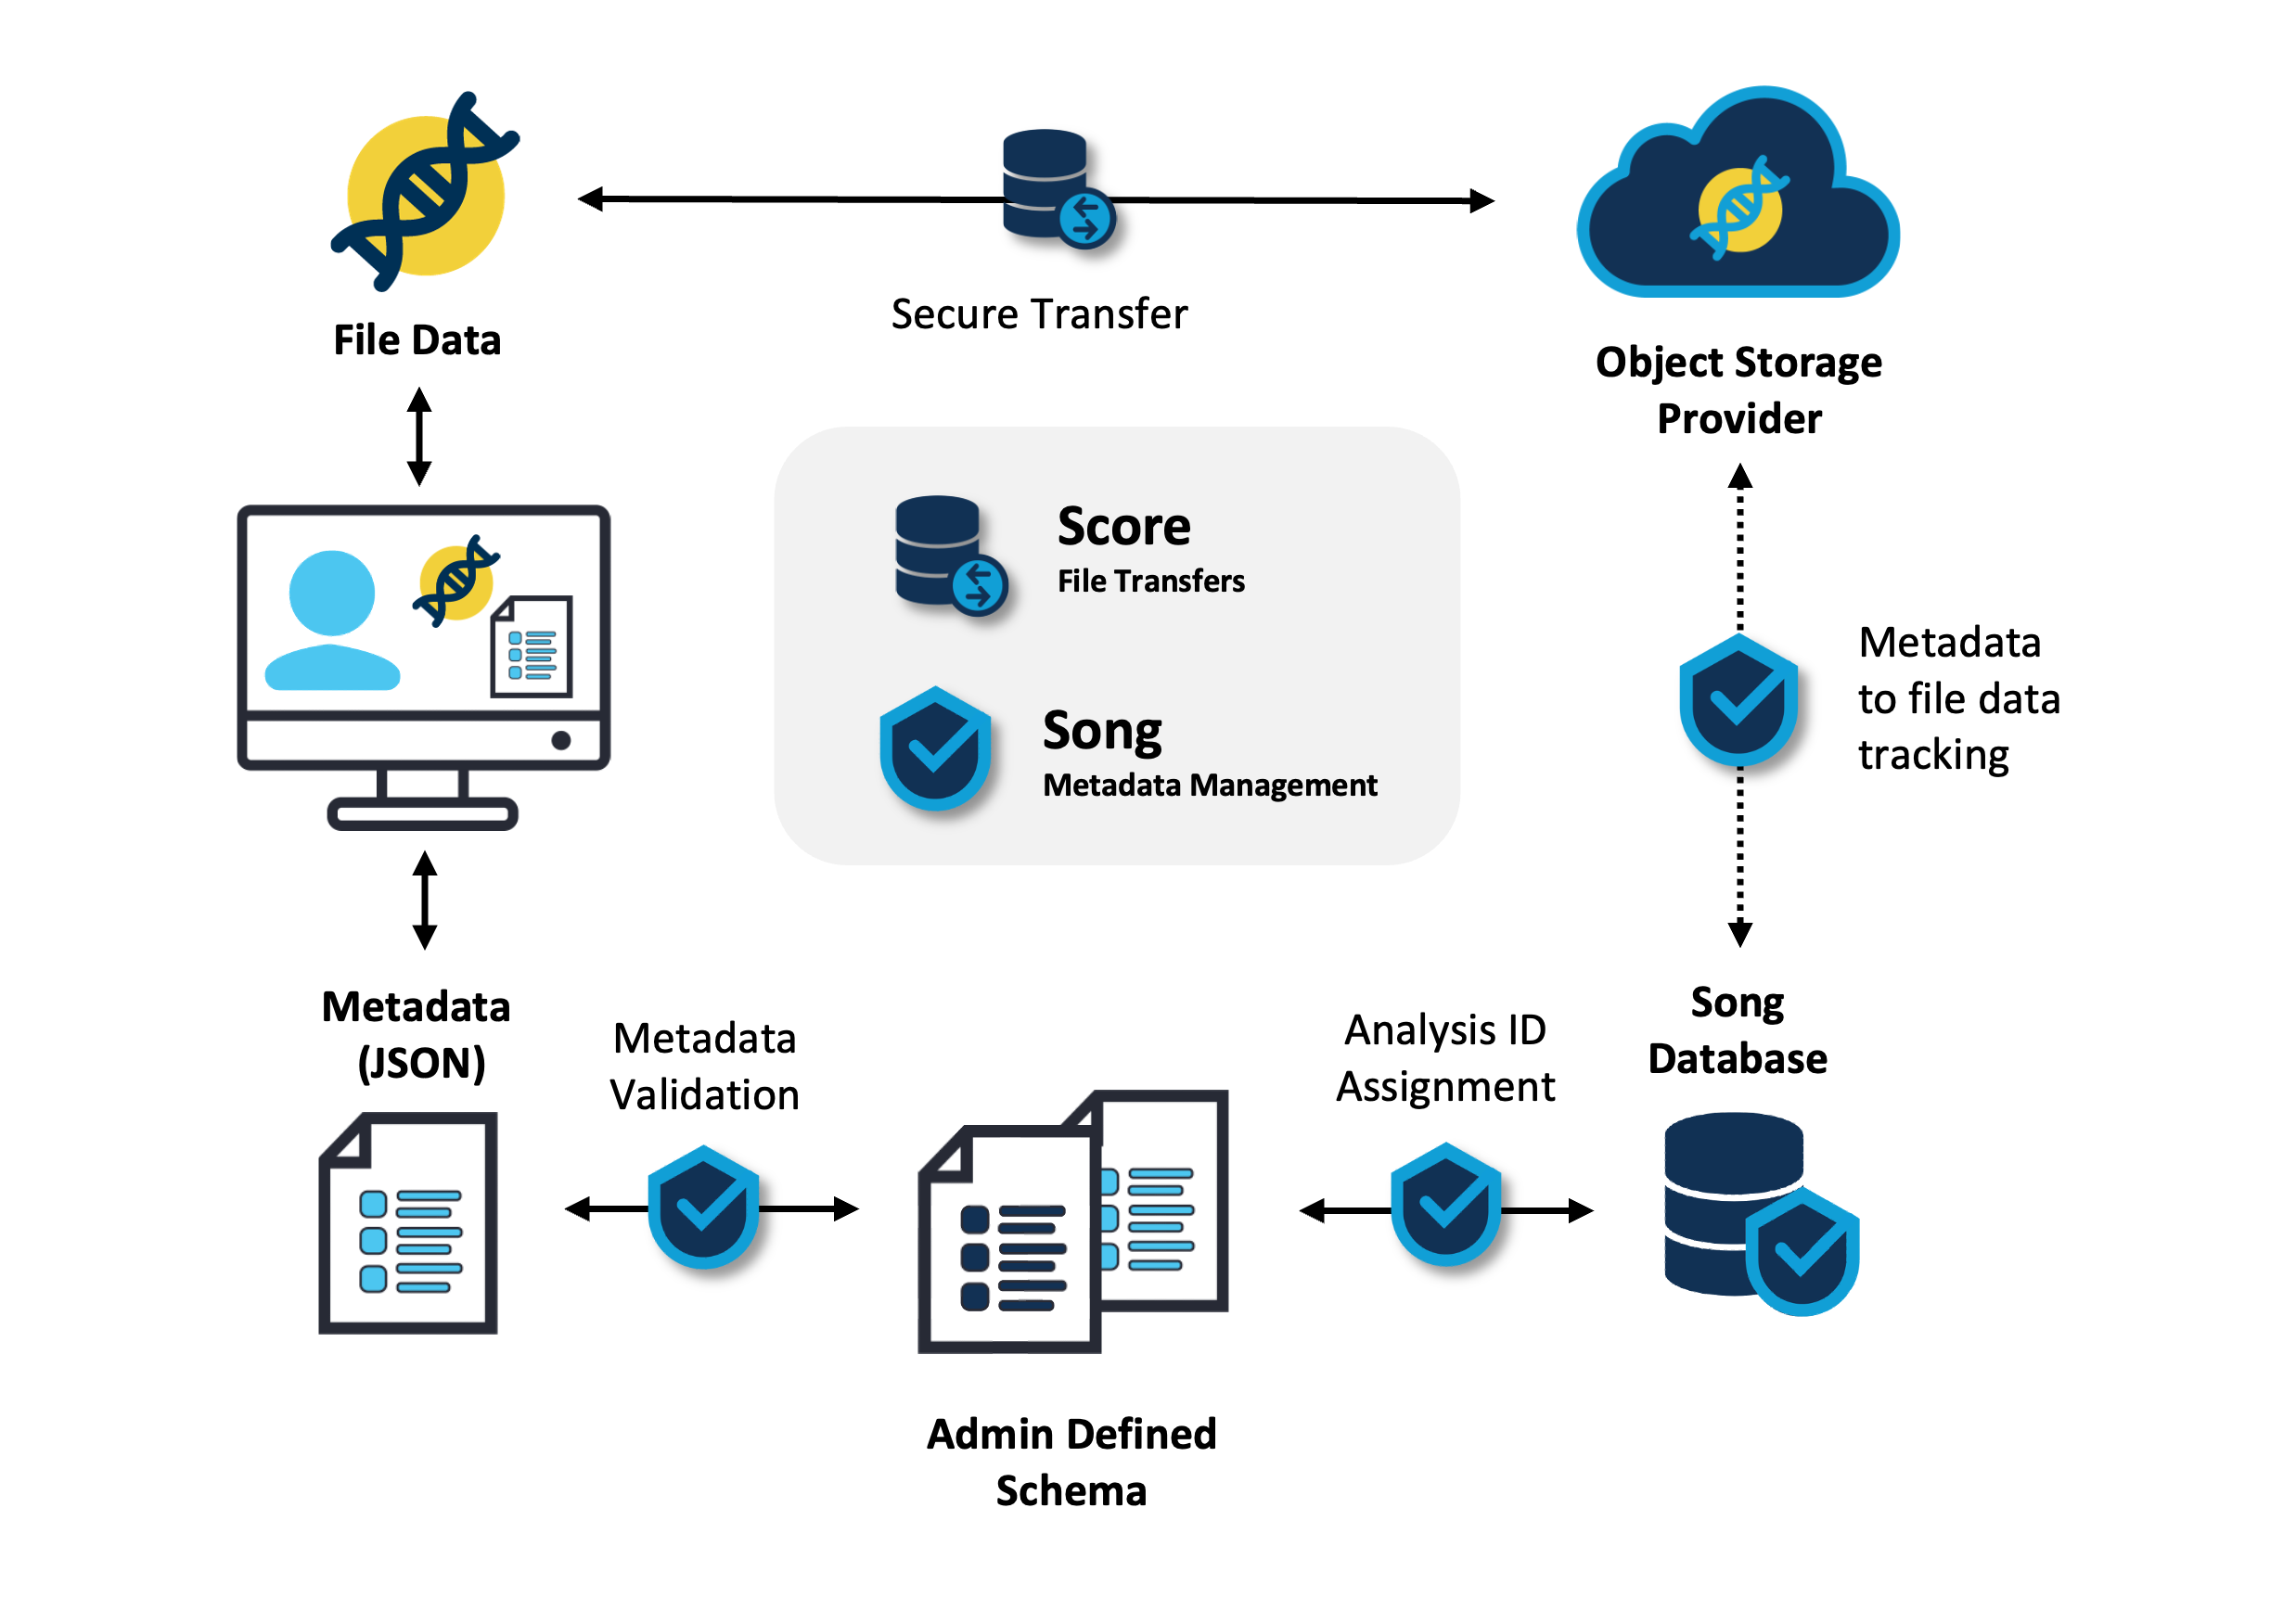 File Data
Secure Transfer
Object Storage
Provider
Score
File Transfers
Song
Metadata Management
Metadata
to file data
tracking
Metadata
(JSON)
Metadata
Validation
Analysis ID
Assignment
Song
Database
Admin Defined
Schema